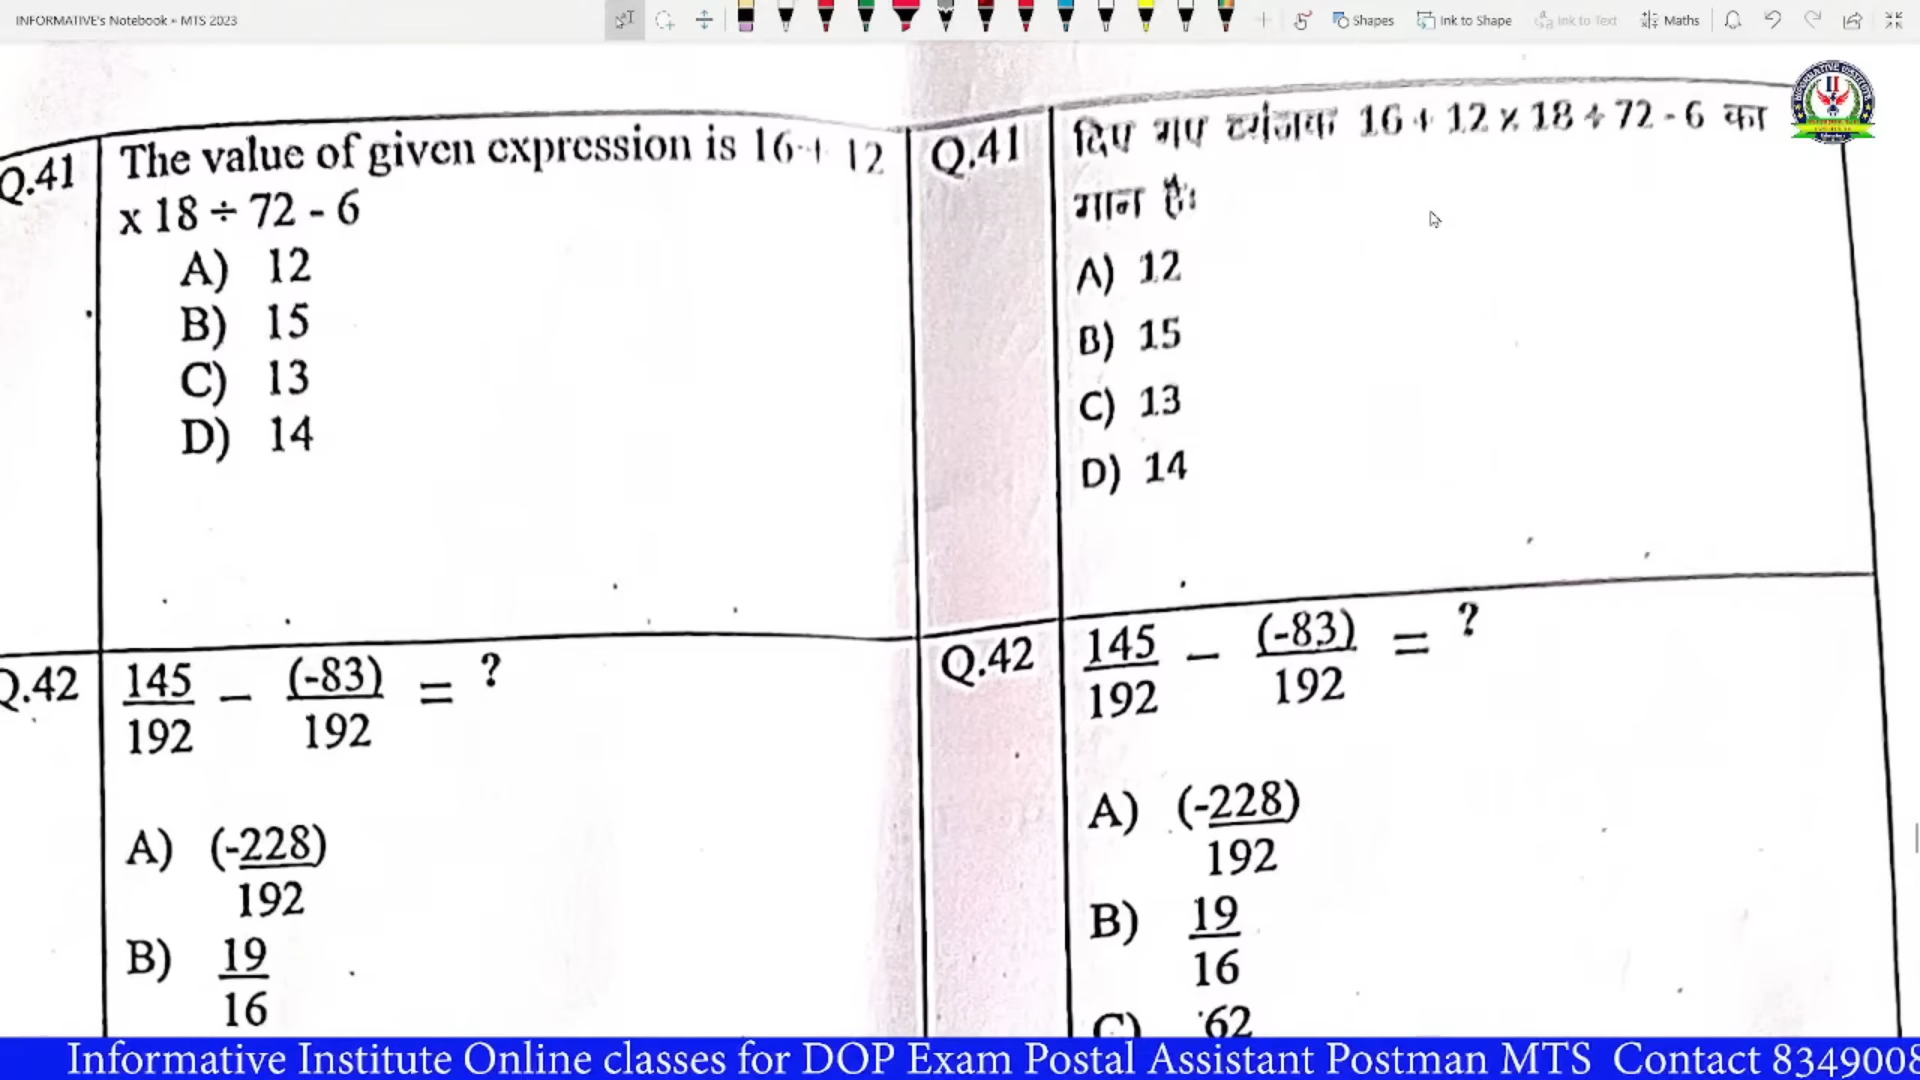 INFORMATIVE's Notebook » MTS 2023
Shapes
Ink to Shape
Ink to Text
Maths
Q.41 The value of given expression is 16 + 12
x 18 ÷ 72 - 6
A) 12
B) 15
C) 13
D) 14
Q.42 145/192 – (-83)/192 = ?
A) (-228)/192
B) 19/16
Q.41 दिए गए व्यंजक 16 + 12 x 18 ÷ 72 - 6 का
मान है।
A) 12
B) 15
C) 13
D) 14
Q.42 145/192 – (-83)/192 = ?
A) (-228)/192
B) 19/16
C) 62
INFORMATIVE INSTITUTE
II
Informative Institute Online classes for DOP Exam Postal Assistant Postman MTS Contact 8349008